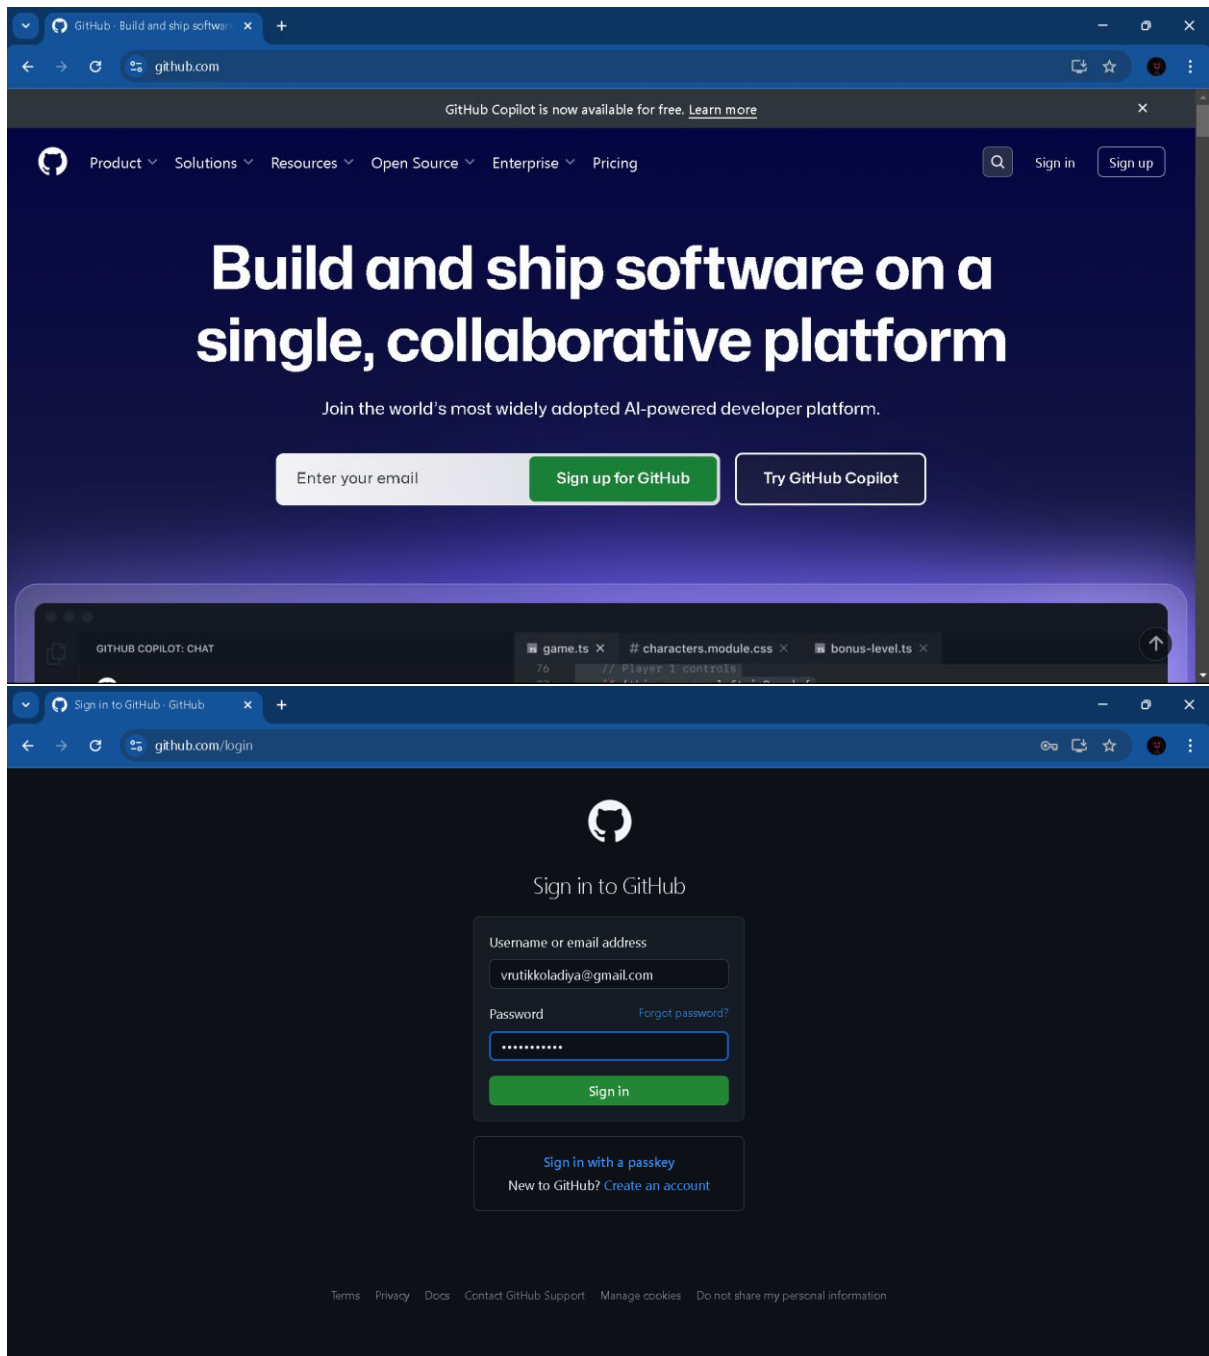 GitHub · Build and ship softwar
github.com
GitHub Copilot is now available for free. Learn more
Product Solutions Resources Open Source Enterprise Pricing Sign in Sign up
Build and ship software on a
single, collaborative platform
Join the world's most widely adopted AI-powered developer platform.
Enter your email Sign up for GitHub Try GitHub Copilot
GITHUB COPILOT: CHAT game.ts # characters.module.css bonus-level.ts
76 // Player 1 controls
Sign in to GitHub · GitHub
github.com/login
Sign in to GitHub
Username or email address
vrutikkoladiya@gmail.com
Password Forgot password?
Sign in
Sign in with a passkey
New to GitHub? Create an account
Terms Privacy Docs Contact GitHub Support Manage cookies Do not share my personal information